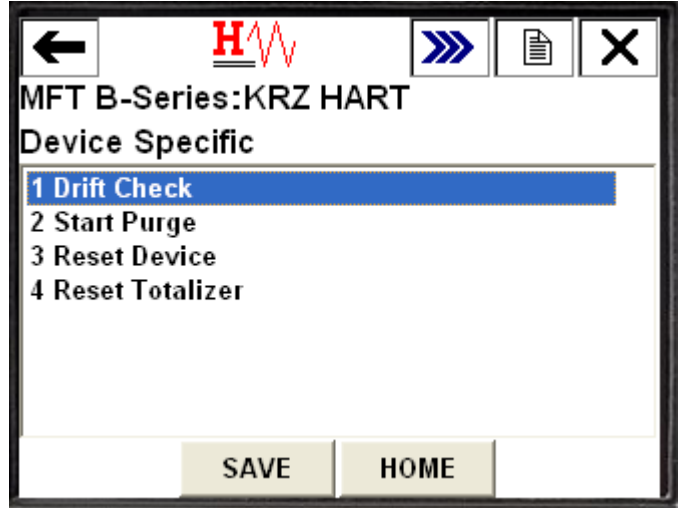 H
MFT B-Series:KRZ HART
Device Specific
1 Drift Check
2 Start Purge
3 Reset Device
4 Reset Totalizer
SAVE HOME